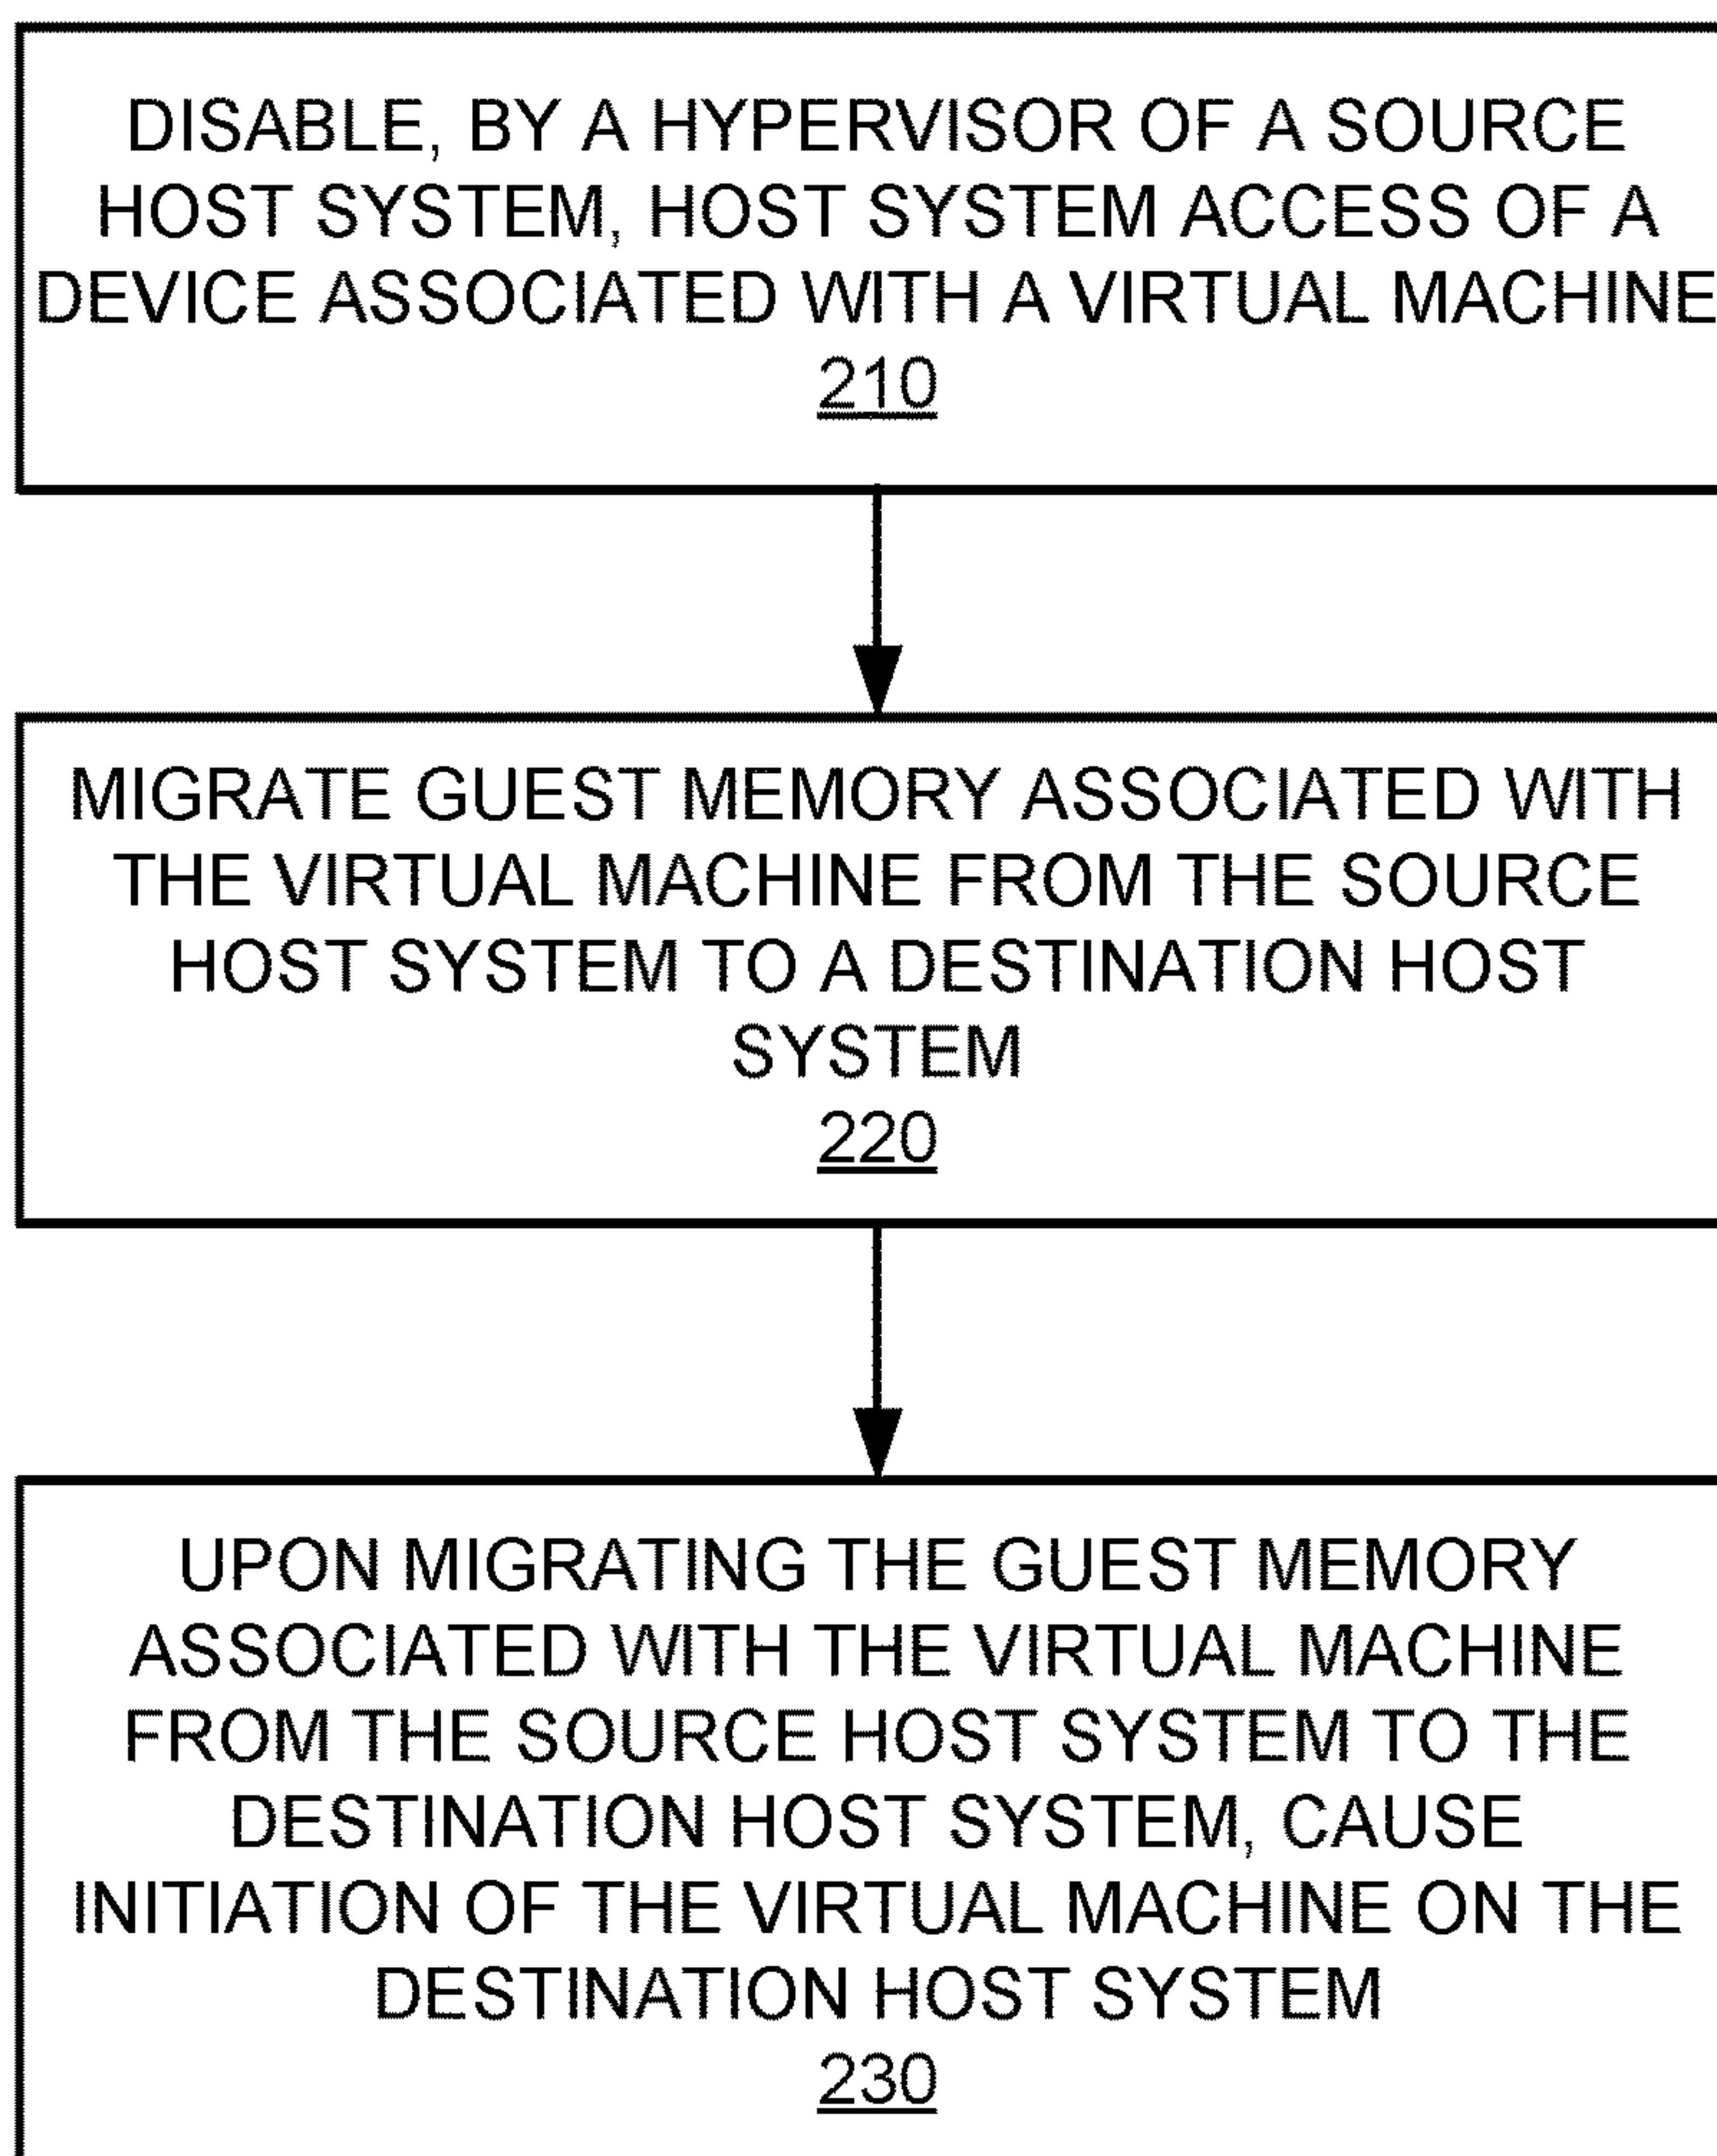 DISABLE, BY A HYPERVISOR OF A SOURCE
HOST SYSTEM, HOST SYSTEM ACCESS OF A
DEVICE ASSOCIATED WITH A VIRTUAL MACHINE
210
MIGRATE GUEST MEMORY ASSOCIATED WITH
THE VIRTUAL MACHINE FROM THE SOURCE
HOST SYSTEM TO A DESTINATION HOST
SYSTEM
220
UPON MIGRATING THE GUEST MEMORY
ASSOCIATED WITH THE VIRTUAL MACHINE
FROM THE SOURCE HOST SYSTEM TO THE
DESTINATION HOST SYSTEM, CAUSE
INITIATION OF THE VIRTUAL MACHINE ON THE
DESTINATION HOST SYSTEM
230